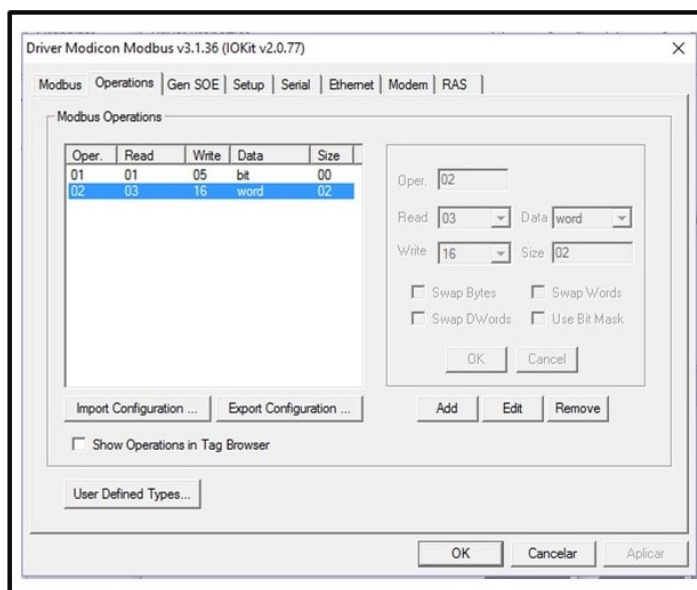 Driver Modicon Modbus v3.1.36 (IOKit v2.0.77)
Modbus Operations Gen SOE Setup Serial Ethernet Modem RAS
Modbus Operations
Oper. Read Write Data Size
01 01 05 bit 00
02 03 16 word 02
Oper. 02
Read 03 Data word
Write 16 Size 02
Swap Bytes Swap Words
Swap DWords Use Bit Mask
OK Cancel
Import Configuration ... Export Configuration ... Add Edit Remove
Show Operations in Tag Browser
User Defined Types...
OK Cancelar Aplicar